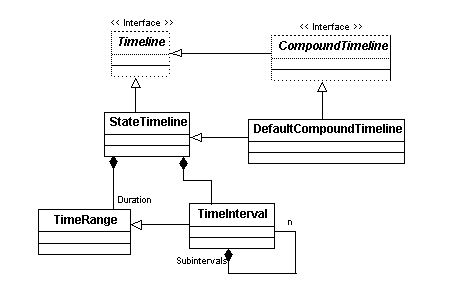 << Interface >>
<< Interface >>
Timeline
CompoundTimeline
StateTimeline
DefaultCompoundTimeline
Duration
TimeRange
TimeInterval
n
Subintervals